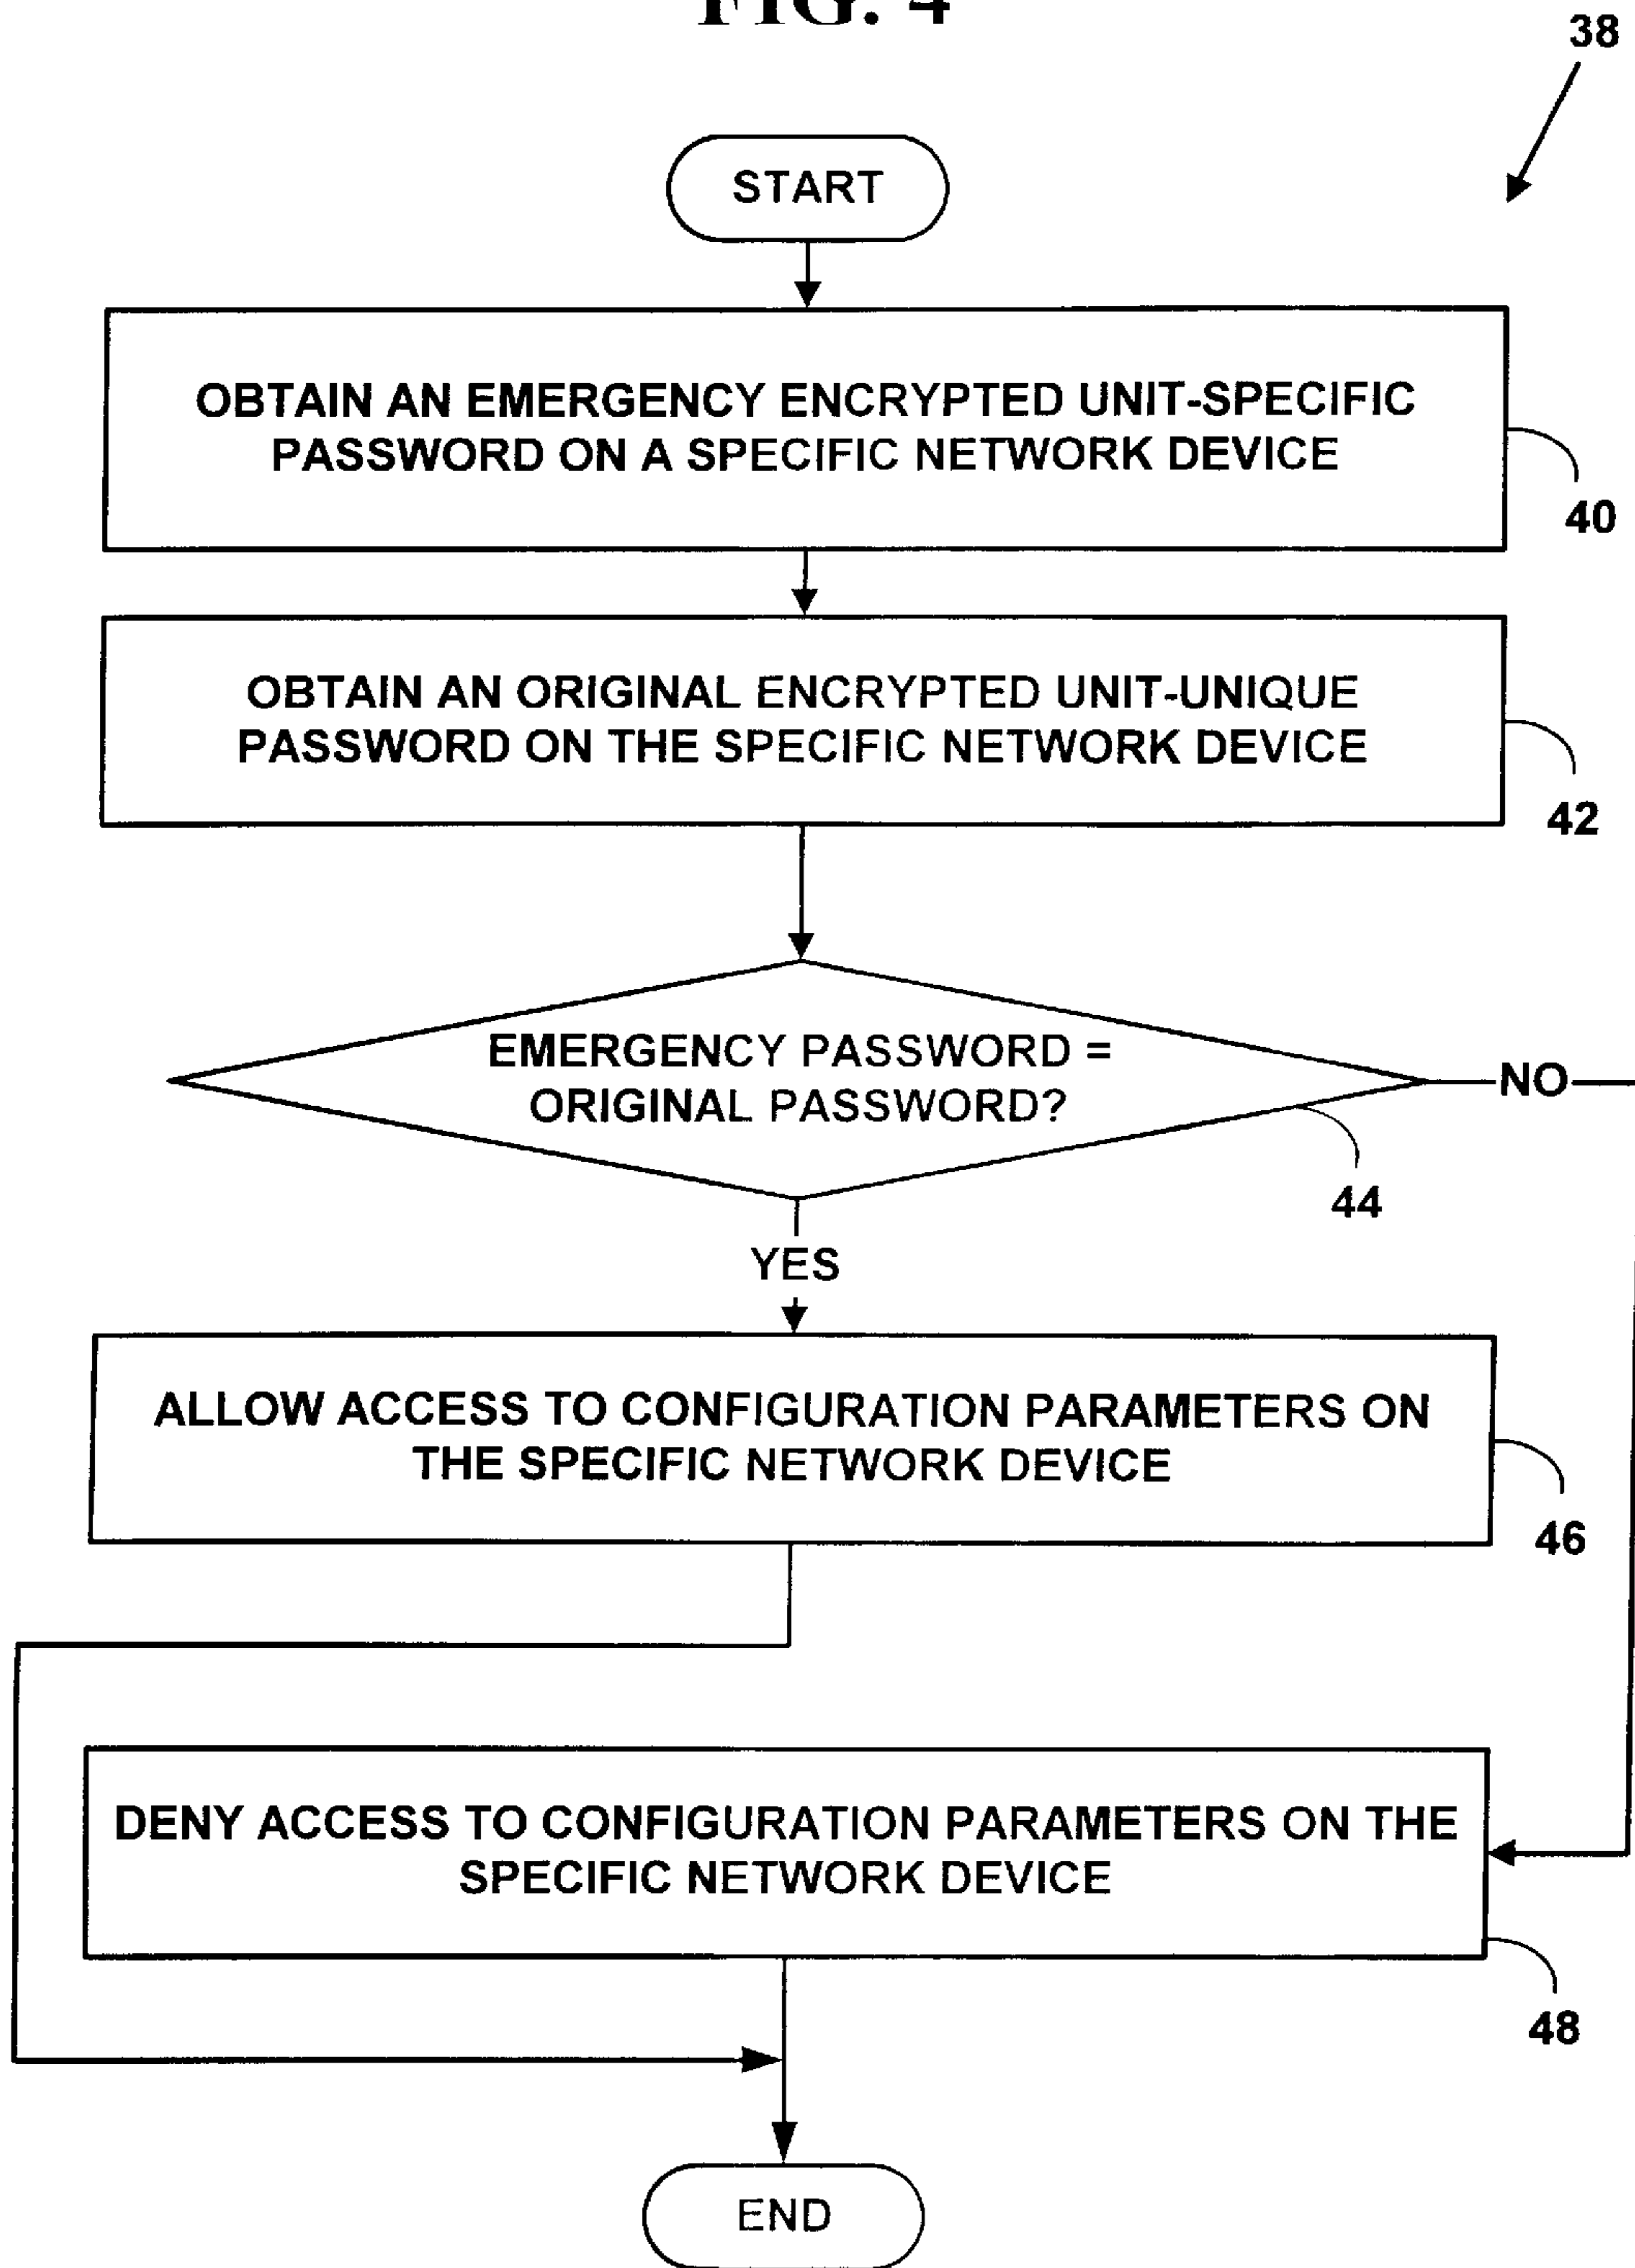 FIG. 4
38
START
OBTAIN AN EMERGENCY ENCRYPTED UNIT-SPECIFIC
PASSWORD ON A SPECIFIC NETWORK DEVICE
40
OBTAIN AN ORIGINAL ENCRYPTED UNIT-UNIQUE
PASSWORD ON THE SPECIFIC NETWORK DEVICE
42
EMERGENCY PASSWORD =
ORIGINAL PASSWORD?
NO
44
YES
ALLOW ACCESS TO CONFIGURATION PARAMETERS ON
THE SPECIFIC NETWORK DEVICE
46
DENY ACCESS TO CONFIGURATION PARAMETERS ON THE
SPECIFIC NETWORK DEVICE
48
END